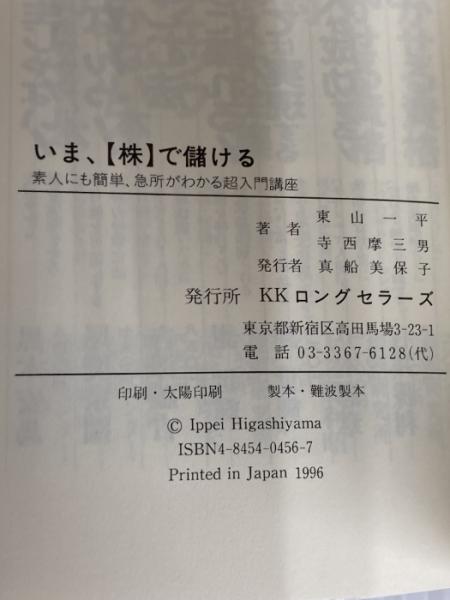 いま、【株】で儲ける
素人にも簡単、急所がわかる超入門講座
著者 東山一平
寺西摩三男
発行者 真船美保子
発行所 KKロングセラーズ
東京都新宿区高田馬場3-23-1
電話 03-3367-6128(代)
印刷・太陽印刷 製本・難波製本
© Ippei Higashiyama
ISBN4-8454-0456-7
Printed in Japan 1996